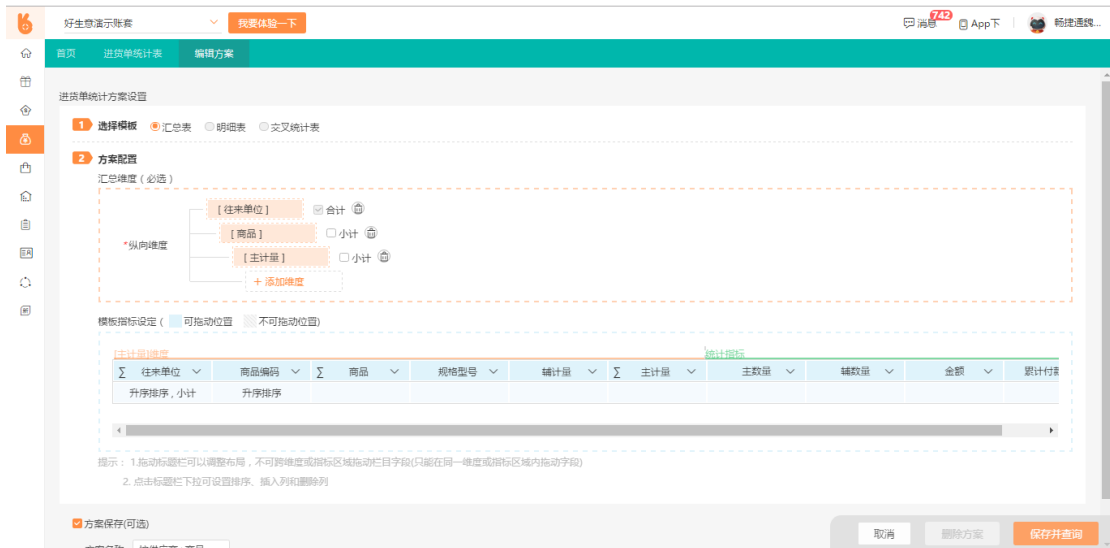 好生意演示账套 我要体验一下 消息 742 App下 畅捷通魏...
首页 进货单统计表 编辑方案
进货单统计方案设置
1 选择模板 汇总表 明细表 交叉统计表
2 方案配置
汇总维度 ( 必选 )
[ 往来单位 ] 合计
[ 商品 ] 小计
*纵向维度
[ 主计量 ] 小计
+ 添加维度
模板指标设定 ( 可拖动位置 不可拖动位置)
[主计量]维度 统计指标
∑ 往来单位 商品编码 ∑ 商品 规格型号 辅计量 ∑ 主计量 主数量 辅数量 金额 累计付款
升序排序 , 小计 升序排序
提示： 1.拖动标题栏可以调整布局，不可跨维度或指标区域拖动栏目字段(只能在同一维度或指标区域内拖动字段)
2. 点击标题栏下拉可设置排序、插入列和删除列
方案保存(可选)
取消 删除方案 保存并查询